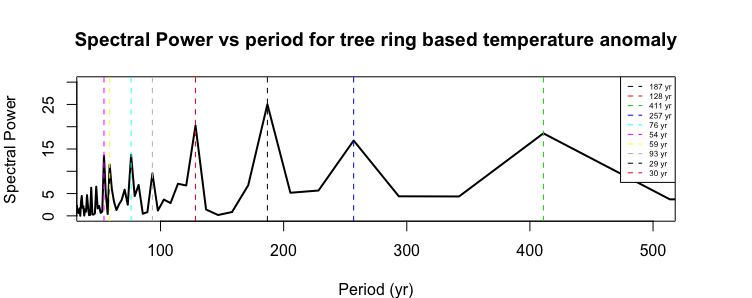 Spectral Power vs period for tree ring based temperature anomaly
Spectral Power
25
15
5
0
187 yr
128 yr
411 yr
257 yr
76 yr
54 yr
59 yr
93 yr
29 yr
30 yr
100 200 300 400 500
Period (yr)